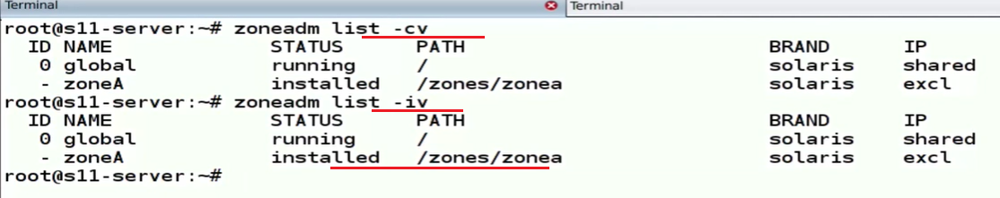 Terminal Terminal
root@s11-server:~# zoneadm list -cv
ID NAME STATUS PATH BRAND IP
0 global running / solaris shared
- zoneA installed /zones/zonea solaris excl
root@s11-server:~# zoneadm list -iv
ID NAME STATUS PATH BRAND IP
0 global running / solaris shared
- zoneA installed /zones/zonea solaris excl
root@s11-server:~#